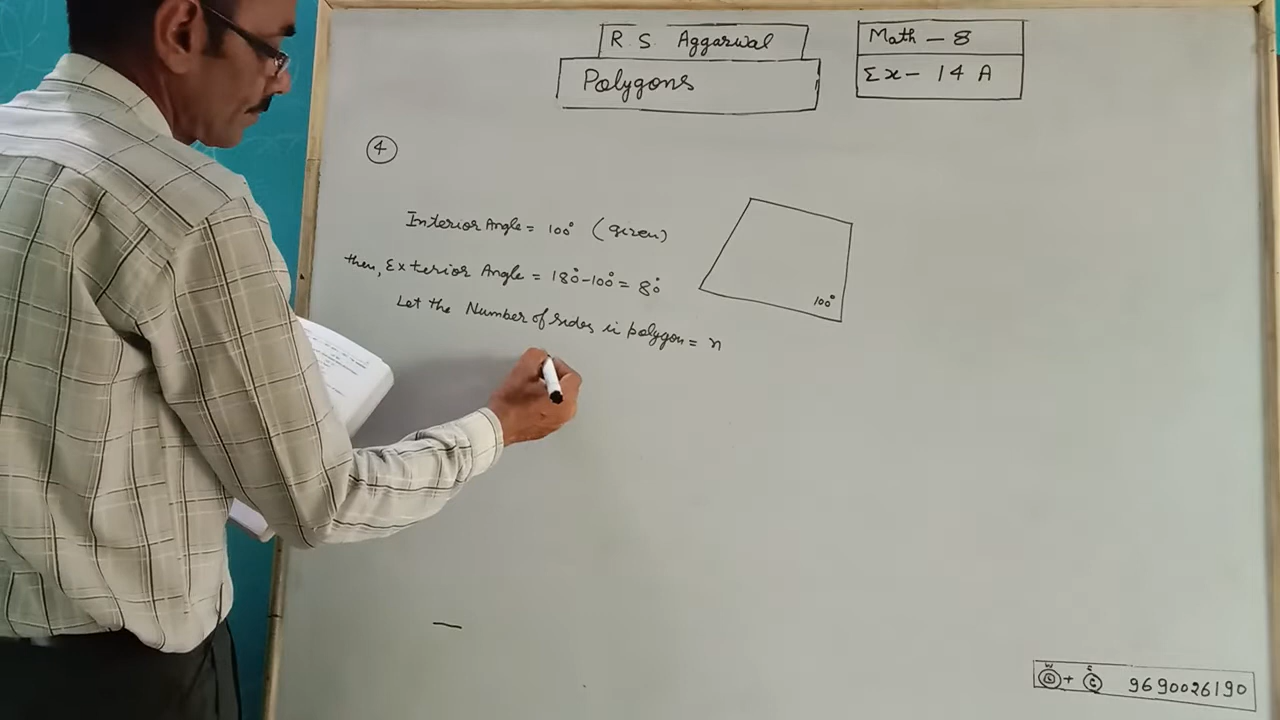 R S Aggarwal
Polygons
Math - 8
Ex - 14 A
4
Interior Angle = 100° (given)
then, Exterior Angle = 180° - 100° = 80°
Let the Number of sides in polygon = n
100°
W C
+ 9690026190